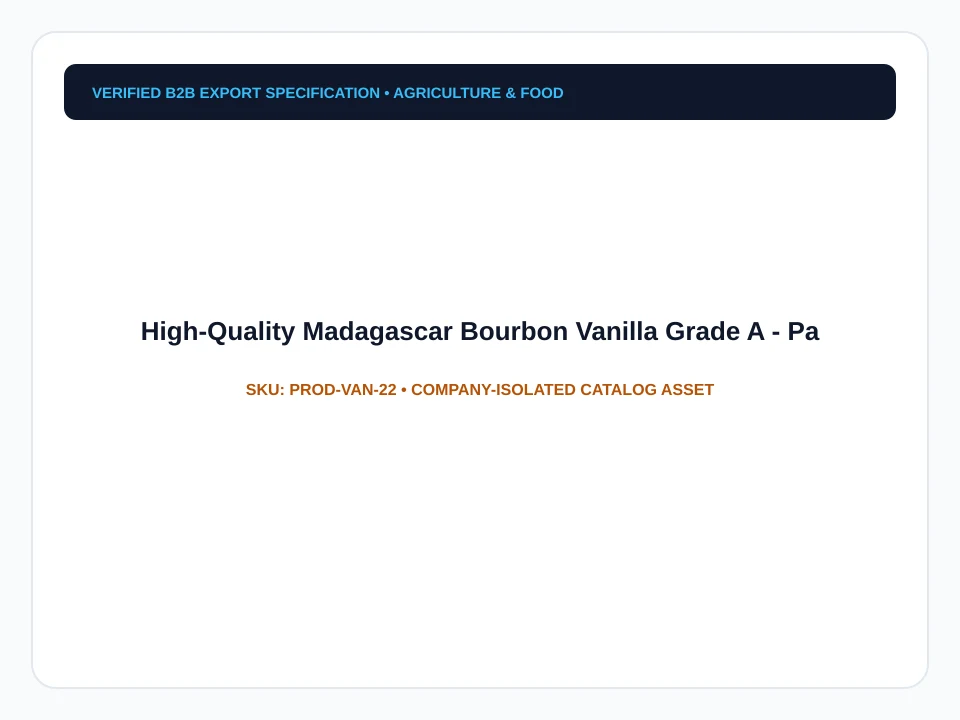 VERIFIED B2B EXPORT SPECIFICATION • AGRICULTURE & FOOD
High-Quality Madagascar Bourbon Vanilla Grade A - Pa
SKU: PROD-VAN-22 • COMPANY-ISOLATED CATALOG ASSET